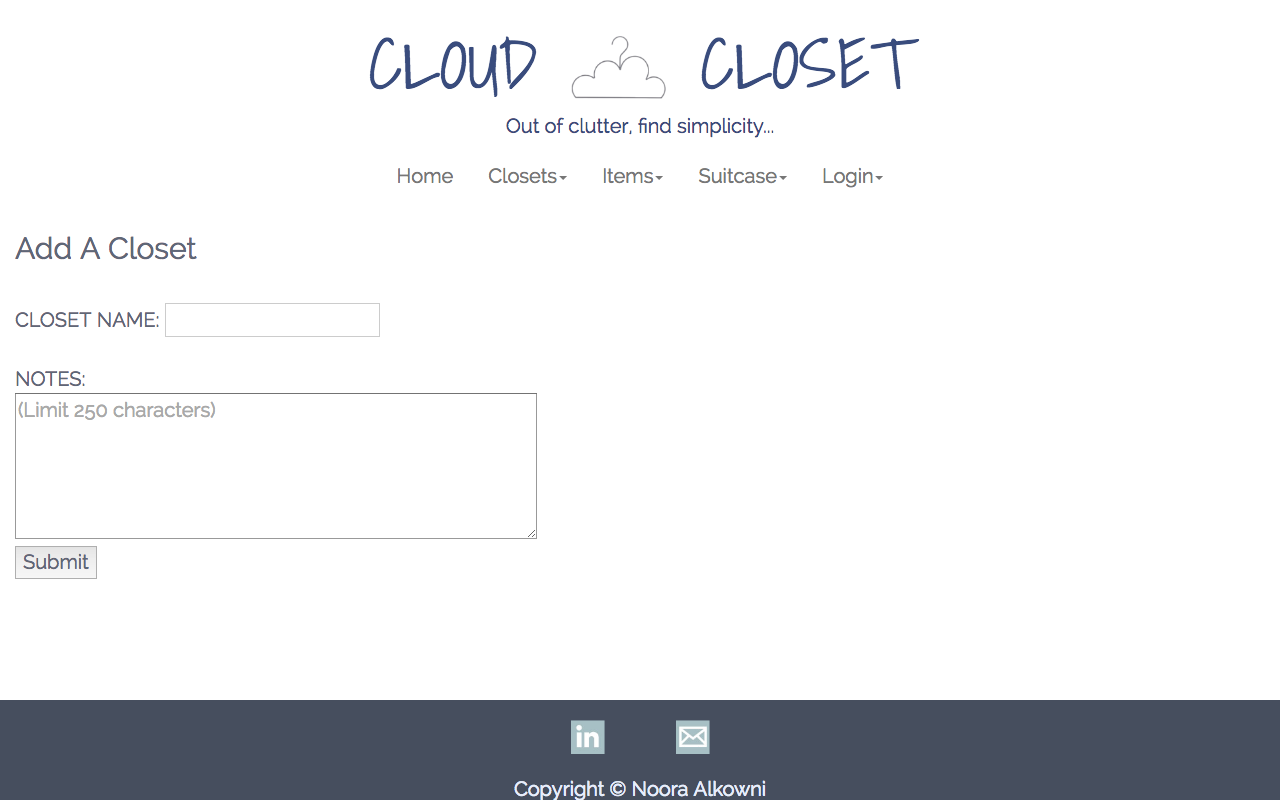 CLOUD CLOSET
Out of clutter, find simplicity...
Home Closets Items Suitcase Login
Add A Closet
CLOSET NAME:
NOTES:
(Limit 250 characters)
Submit
in
Copyright © Noora Alkowni